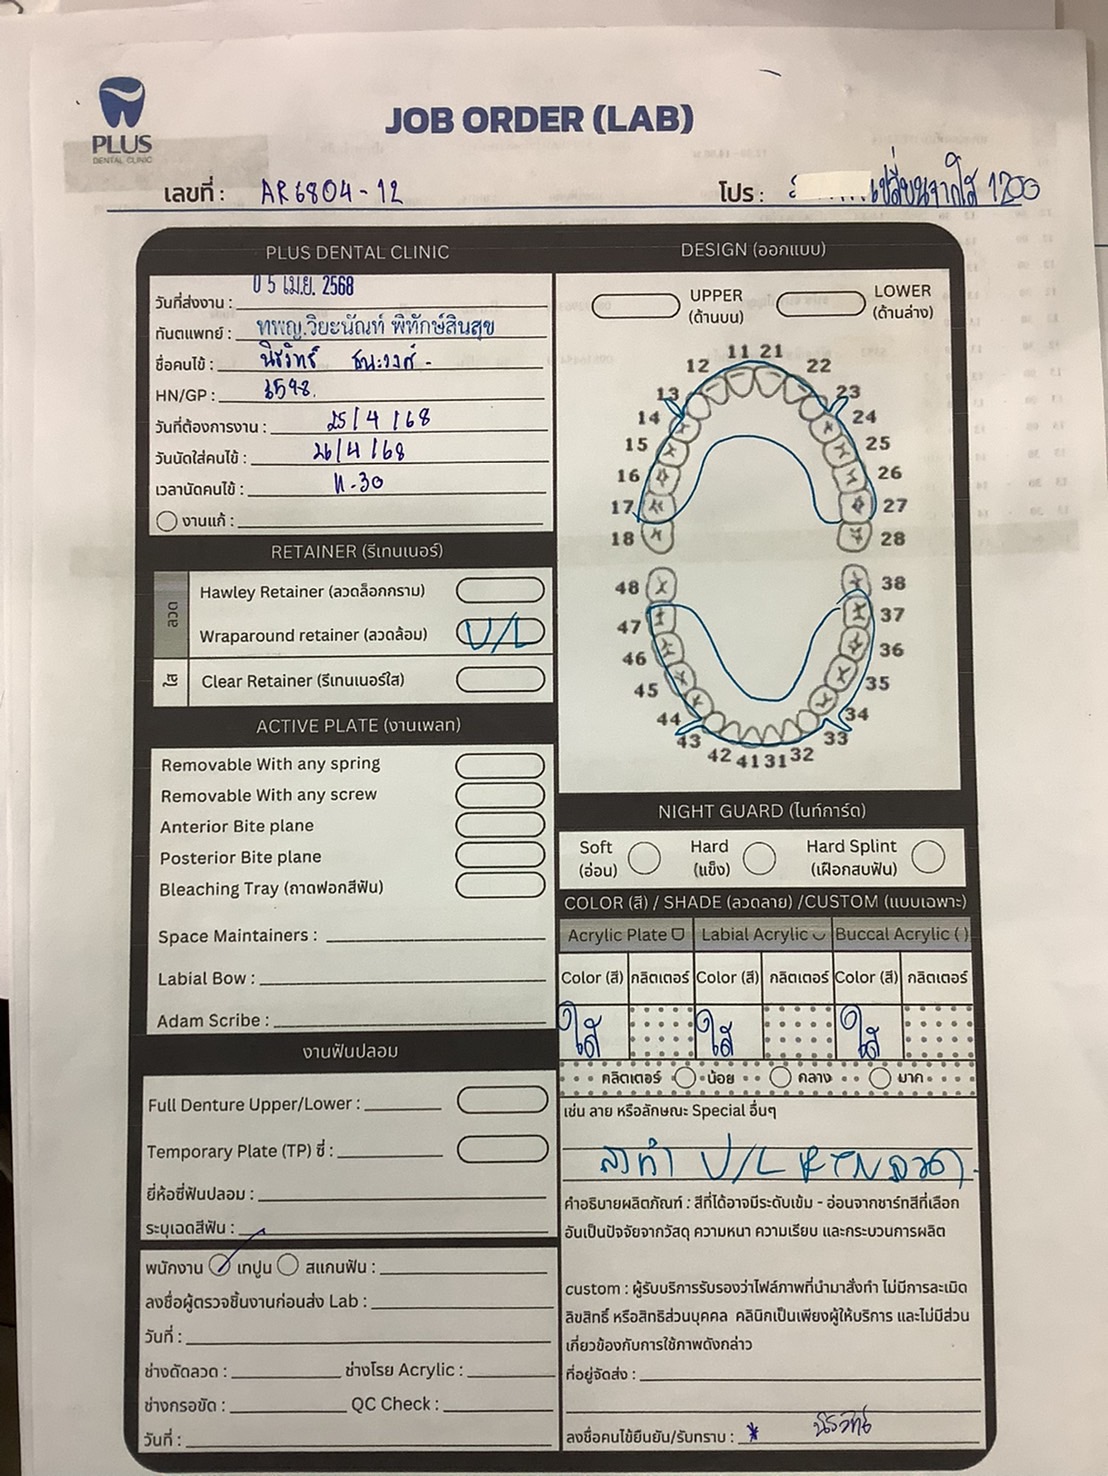 PLUS
DENTAL CLINIC
JOB ORDER (LAB)
เลขที่ : AR6804-12
โปร : เปลี่ยนจากใส 1200
PLUS DENTAL CLINIC
วันที่ส่งงาน : 05 เม.ย. 2568
ทันตแพทย์ : ทพญ.วิยะนัณท์ พิทักษ์สินสุข
ชื่อคนไข้ :
HN/GP :
วันที่ต้องการงาน : 25/4/68
วันนัดใส่คนไข้ : 26/4/68
เวลานัดคนไข้ : 11.30
งานแก้ :
RETAINER (รีเทนเนอร์)
ลวด
Hawley Retainer (ลวดล็อกกราม)
Wraparound retainer (ลวดล้อม) U/L
ใส
Clear Retainer (รีเทนเนอร์ใส)
ACTIVE PLATE (งานเพลท)
Removable With any spring
Removable With any screw
Anterior Bite plane
Posterior Bite plane
Bleaching Tray (ถาดฟอกสีฟัน)
Space Maintainers :
Labial Bow :
Adam Scribe :
งานฟันปลอม
Full Denture Upper/Lower :
Temporary Plate (TP) ซี่ :
ยี่ห้อซี่ฟันปลอม :
ระบุเฉดสีฟัน :
พนักงาน เทปูน สแกนฟัน :
ลงชื่อผู้ตรวจชิ้นงานก่อนส่ง Lab :
วันที่ :
ช่างดัดลวด : ช่างโรย Acrylic :
ช่างกรอขัด : QC Check :
วันที่ :
DESIGN (ออกแบบ)
UPPER (ด้านบน) LOWER (ด้านล่าง)
11 21
12 22
13 23
14 24
15 25
16 26
17 27
18 28
48 38
47 37
46 36
45 35
44 34
43 33
42 41 31 32
NIGHT GUARD (ไนท์การ์ด)
Soft (อ่อน) Hard (แข็ง) Hard Splint (เฝือกสบฟัน)
COLOR (สี) / SHADE (ลวดลาย) /CUSTOM (แบบเฉพาะ)
Acrylic Plate Labial Acrylic Buccal Acrylic ( )
Color (สี) กลิตเตอร์ Color (สี) กลิตเตอร์ Color (สี) กลิตเตอร์
ใส ใส ใส
กลิตเตอร์ น้อย กลาง มาก
เช่น ลาย หรือลักษณะ Special อื่นๆ
U/L ลวด
คำอธิบายผลิตภัณฑ์ : สีที่ได้อาจมีระดับเข้ม - อ่อนจากชาร์ทสีที่เลือก
อันเป็นปัจจัยจากวัสดุ ความหนา ความเรียบ และกระบวนการผลิต
custom : ผู้รับบริการรับรองว่าไฟล์ภาพที่นำมาสั่งทำ ไม่มีการละเมิด
ลิขสิทธิ์ หรือสิทธิส่วนบุคคล คลินิกเป็นเพียงผู้ให้บริการ และไม่มีส่วน
เกี่ยวข้องกับการใช้ภาพดังกล่าว
ที่อยู่จัดส่ง :
ลงชื่อคนไข้ยืนยัน/รับทราบ :